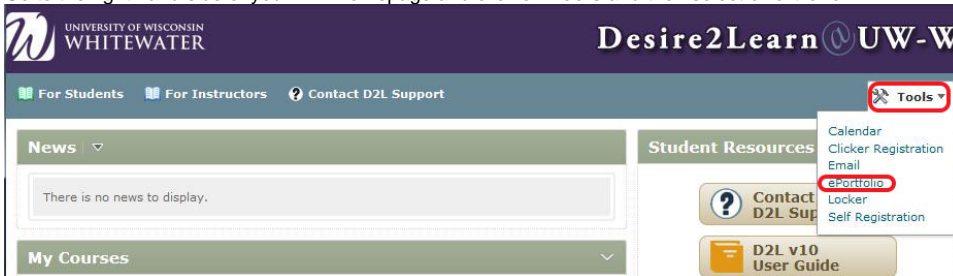 UNIVERSITY OF WISCONSIN
WHITEWATER
Desire2Learn@UW-W
For Students For Instructors Contact D2L Support
Tools
Calendar
Clicker Registration
Email
ePortfolio
Locker
Self Registration
News
There is no news to display.
My Courses
Student Resources
Contact
D2L Sup
D2L v10
User Guide